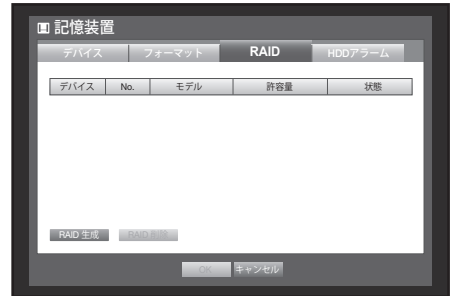 記憶装置
デバイス フォーマット RAID HDDアラーム
デバイス No. モデル 許容量 状態
RAID 生成 RAID 削除
OK キャンセル